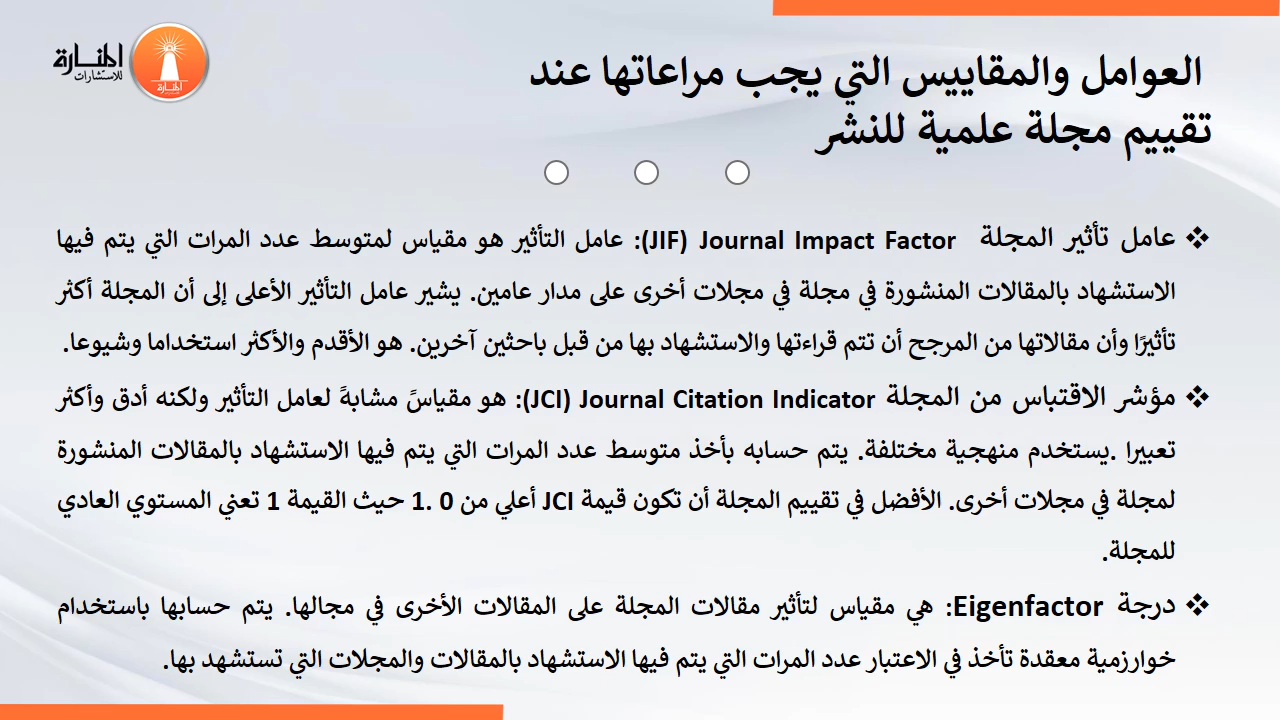 المنارة
للاستشارات
المنارة
العوامل والمقاييس التي يجب مراعاتها عند
تقييم مجلة علمية للنشر
❖ عامل تأثير المجلة Journal Impact Factor (JIF): عامل التأثير هو مقياس لمتوسط عدد المرات التي يتم فيها
الاستشهاد بالمقالات المنشورة في مجلة في مجلات أخرى على مدار عامين. يشير عامل التأثير الأعلى إلى أن المجلة أكثر
تأثيرًا وأن مقالاتها من المرجح أن تتم قراءتها والاستشهاد بها من قبل باحثين آخرين. هو الأقدم والأكثر استخداما وشيوعا.
❖ مؤشر الاقتباس من المجلة Journal Citation Indicator (JCI): هو مقياسً مشابهةً لعامل التأثير ولكنه أدق وأكثر
تعبيرا .يستخدم منهجية مختلفة. يتم حسابه بأخذ متوسط عدد المرات التي يتم فيها الاستشهاد بالمقالات المنشورة
لمجلة في مجلات أخرى. الأفضل في تقييم المجلة أن تكون قيمة JCI أعلي من 1. 0 حيث القيمة 1 تعني المستوي العادي
للمجلة.
❖ درجة Eigenfactor: هي مقياس لتأثير مقالات المجلة على المقالات الأخرى في مجالها. يتم حسابها باستخدام
خوارزمية معقدة تأخذ في الاعتبار عدد المرات التي يتم فيها الاستشهاد بالمقالات والمجلات التي تستشهد بها.